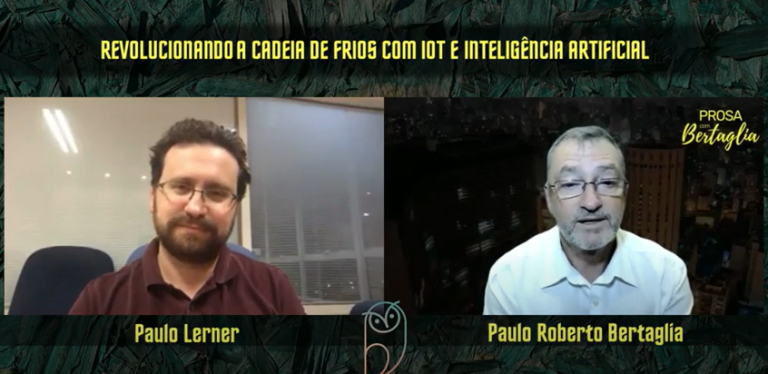 REVOLUCIONANDO A CADEIA DE FRIOS COM IOT E INTELIGÊNCIA ARTIFICIAL
PROSA
com
Bertaglia
Paulo Lerner
Paulo Roberto Bertaglia